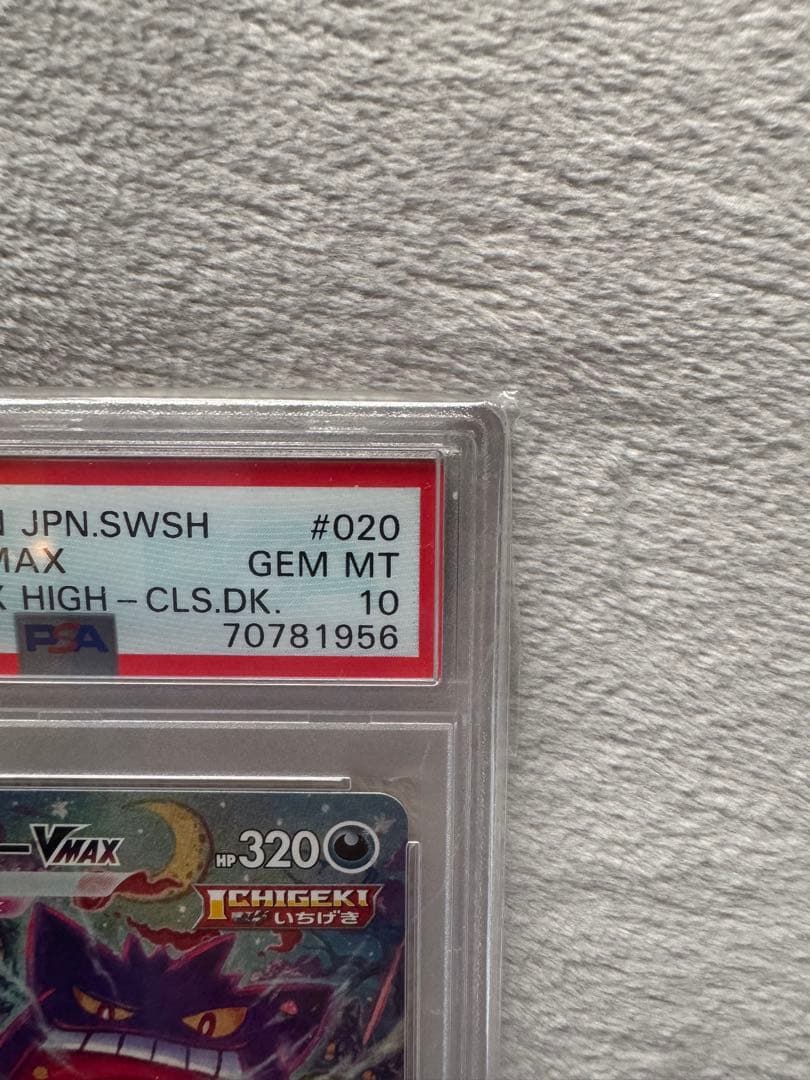 JPN.SWSH #020
MAX GEM MT
HIGH-CLS.DK. 10
PSA 70781956
VMAX HP 320
ICHIGEKI
いちげき